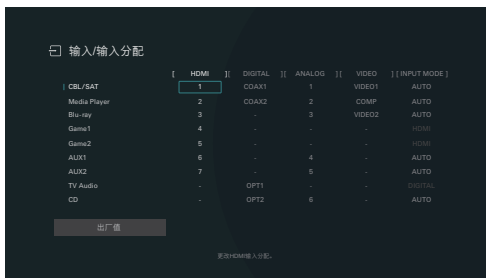 输入/输入分配
[ HDMI ][ DIGITAL ][ ANALOG ][ VIDEO ][ INPUT MODE ]
CBL/SAT 1 COAX1 1 VIDEO1 AUTO
Media Player 2 COAX2 2 COMP AUTO
Blu-ray 3 - 3 VIDEO2 AUTO
Game1 4 - - - HDMI
Game2 5 - - - HDMI
AUX1 6 - 4 - AUTO
AUX2 7 - 5 - AUTO
TV Audio - OPT1 - - DIGITAL
CD - OPT2 6 - AUTO
出厂值
更改HDMI输入分配。